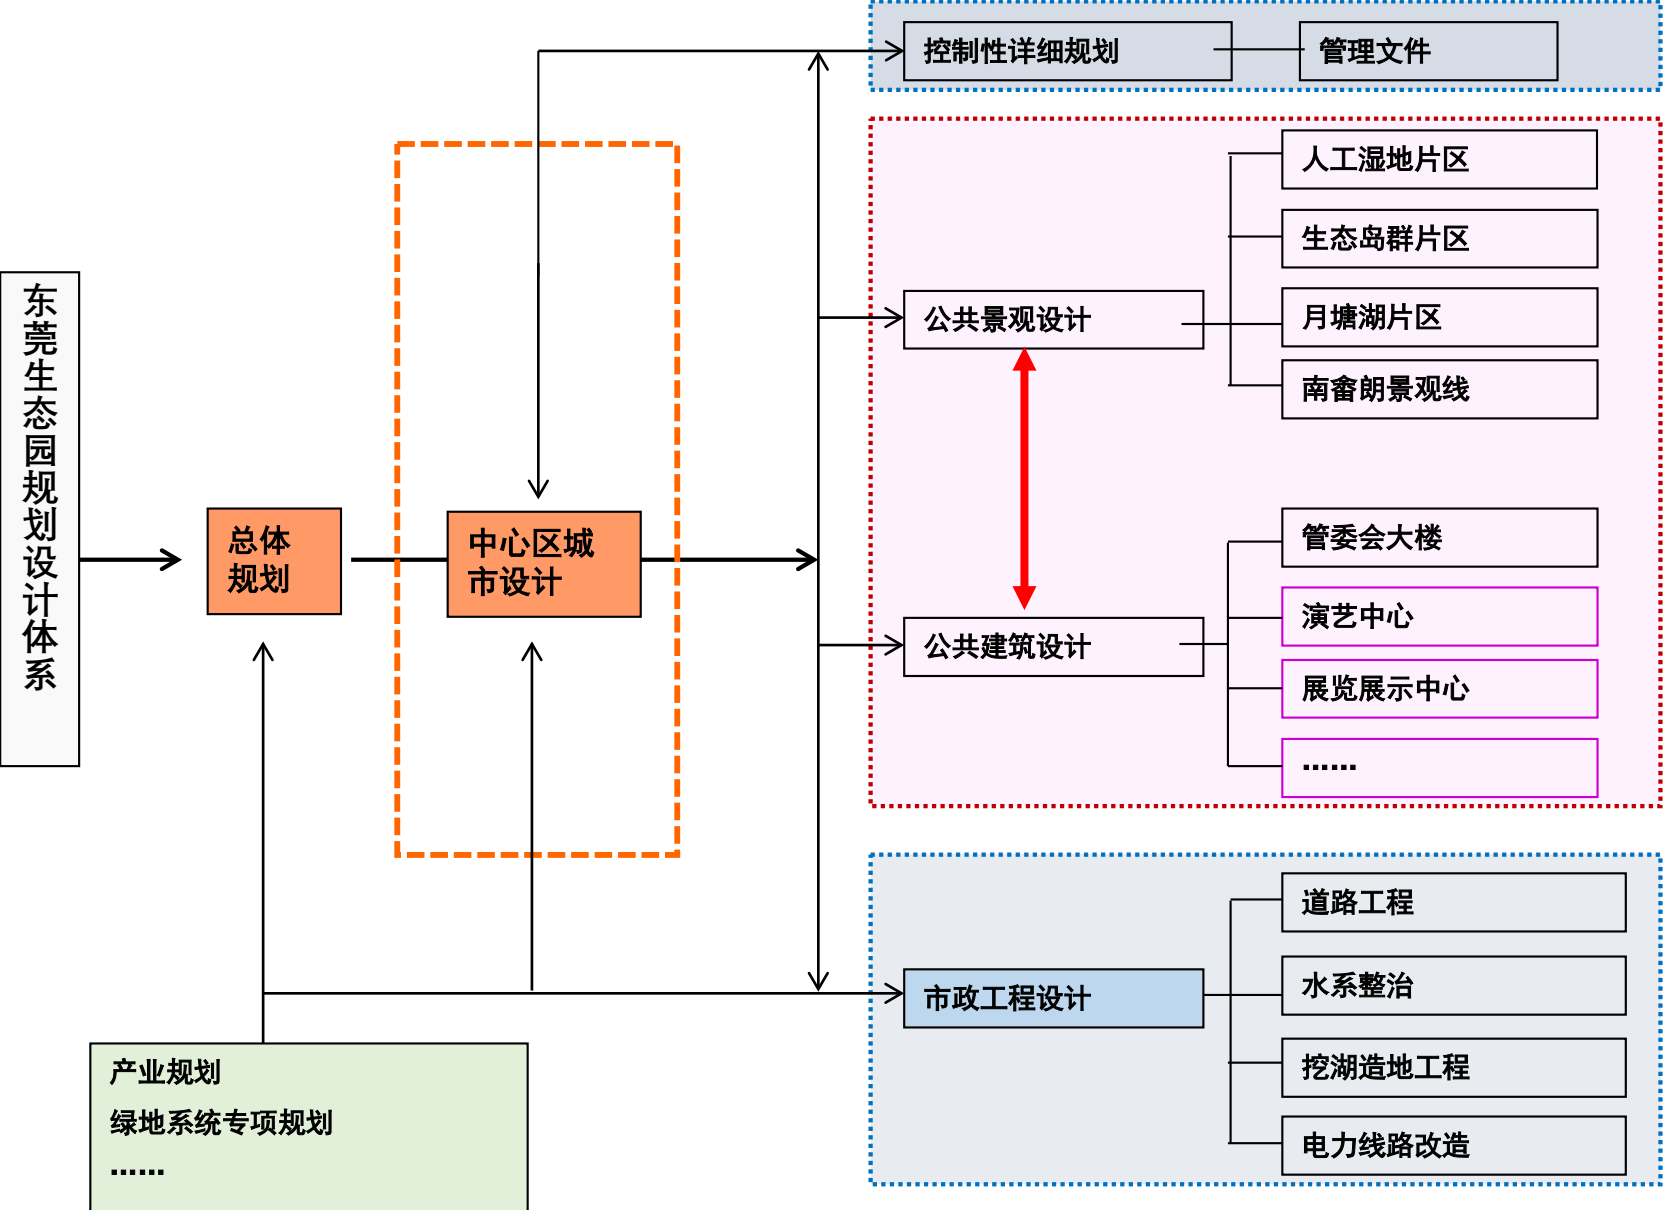 东莞生态园规划设计体系
总体
规划
中心区城
市设计
产业规划
绿地系统专项规划
......
控制性详细规划
管理文件
公共景观设计
人工湿地片区
生态岛群片区
月塘湖片区
南畲朗景观线
公共建筑设计
管委会大楼
演艺中心
展览展示中心
......
市政工程设计
道路工程
水系整治
挖湖造地工程
电力线路改造